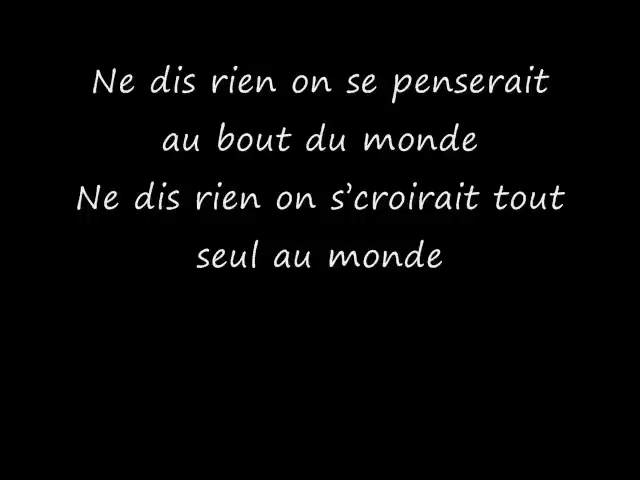 Ne dis rien on se penserait
au bout du monde
Ne dis rien on s'croirait tout
seul au monde